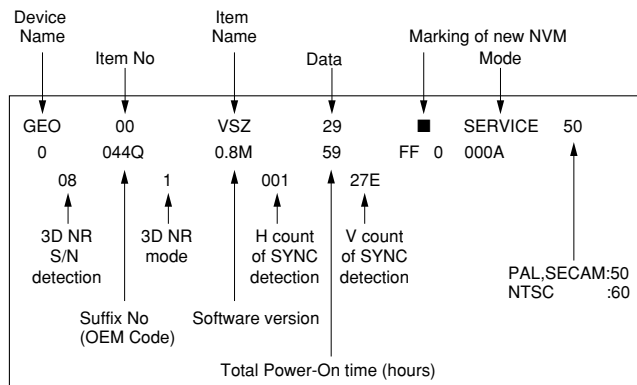 Device Name
Item No
Item Name
Data
Marking of new NVM
Mode
GEO 00 VSZ 29 ■ SERVICE 50
0 044Q 0.8M 59 FF 0 000A
08 1 001 27E
3D NR S/N detection
3D NR mode
H count of SYNC detection
V count of SYNC detection
PAL,SECAM:50
NTSC :60
Suffix No (OEM Code)
Software version
Total Power-On time (hours)